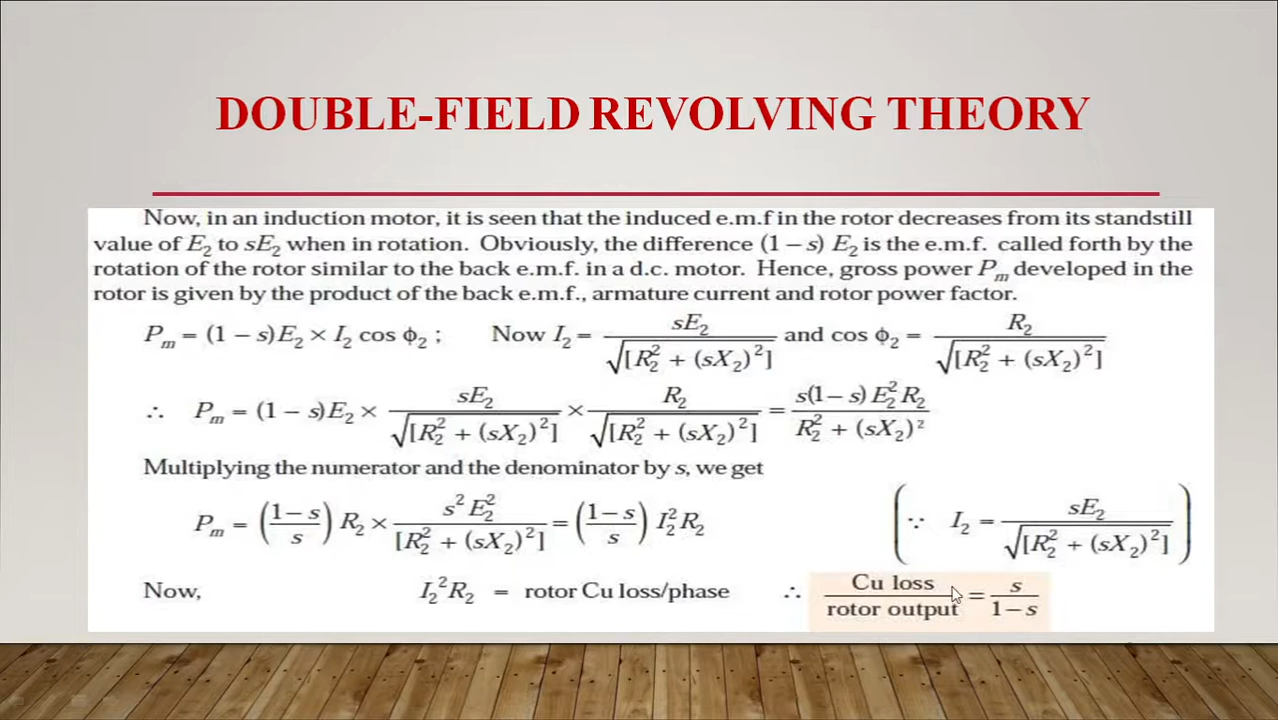 DOUBLE-FIELD REVOLVING THEORY
Now, in an induction motor, it is seen that the induced e.m.f in the rotor decreases from its standstill
value of E₂ to sE₂ when in rotation. Obviously, the difference (1 – s) E₂ is the e.m.f. called forth by the
rotation of the rotor similar to the back e.m.f. in a d.c. motor. Hence, gross power Pₘ developed in the
rotor is given by the product of the back e.m.f., armature current and rotor power factor.
Pₘ = (1 – s)E₂ × I₂ cos ϕ₂ ; Now I₂ = sE₂ / √[R₂² + (sX₂)²] and cos ϕ₂ = R₂ / √[R₂² + (sX₂)²]
∴ Pₘ = (1 – s)E₂ × sE₂ / √[R₂² + (sX₂)²] × R₂ / √[R₂² + (sX₂)²] = s(1 – s) E₂² R₂ / R₂² + (sX₂)²
Multiplying the numerator and the denominator by s, we get
Pₘ = ((1 – s) / s) R₂ × s² E₂² / [R₂² + (sX₂)²] = ((1 – s) / s) I₂² R₂ (∵ I₂ = sE₂ / √[R₂² + (sX₂)²])
Now, I₂² R₂ = rotor Cu loss/phase ∴ Cu loss / rotor output = s / 1 – s